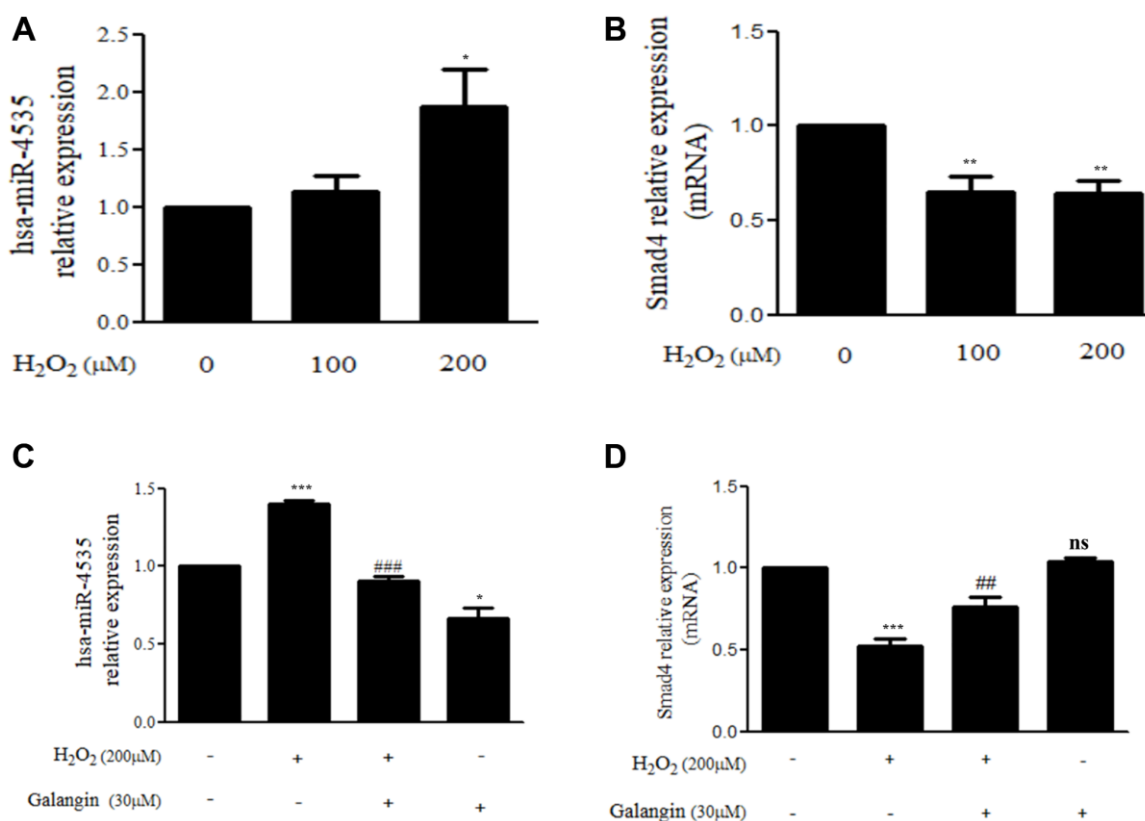 A
hsa-miR-4535
relative expression
2.5
2.0
1.5
1.0
0.5
0.0
*
H₂O₂ (μM) 0 100 200
B
Smad4 relative expression
(mRNA)
1.5
1.0
0.5
0.0
** **
H₂O₂ (μM) 0 100 200
C
hsa-miR-4535
relative expression
1.5
1.0
0.5
0.0
***
###
*
H₂O₂ (200μM) - + + -
Galangin (30μM) - - + +
D
Smad4 relative expression
(mRNA)
1.5
1.0
0.5
0.0
***
##
ns
H₂O₂ (200μM) - + + -
Galangin (30μM) - - + +